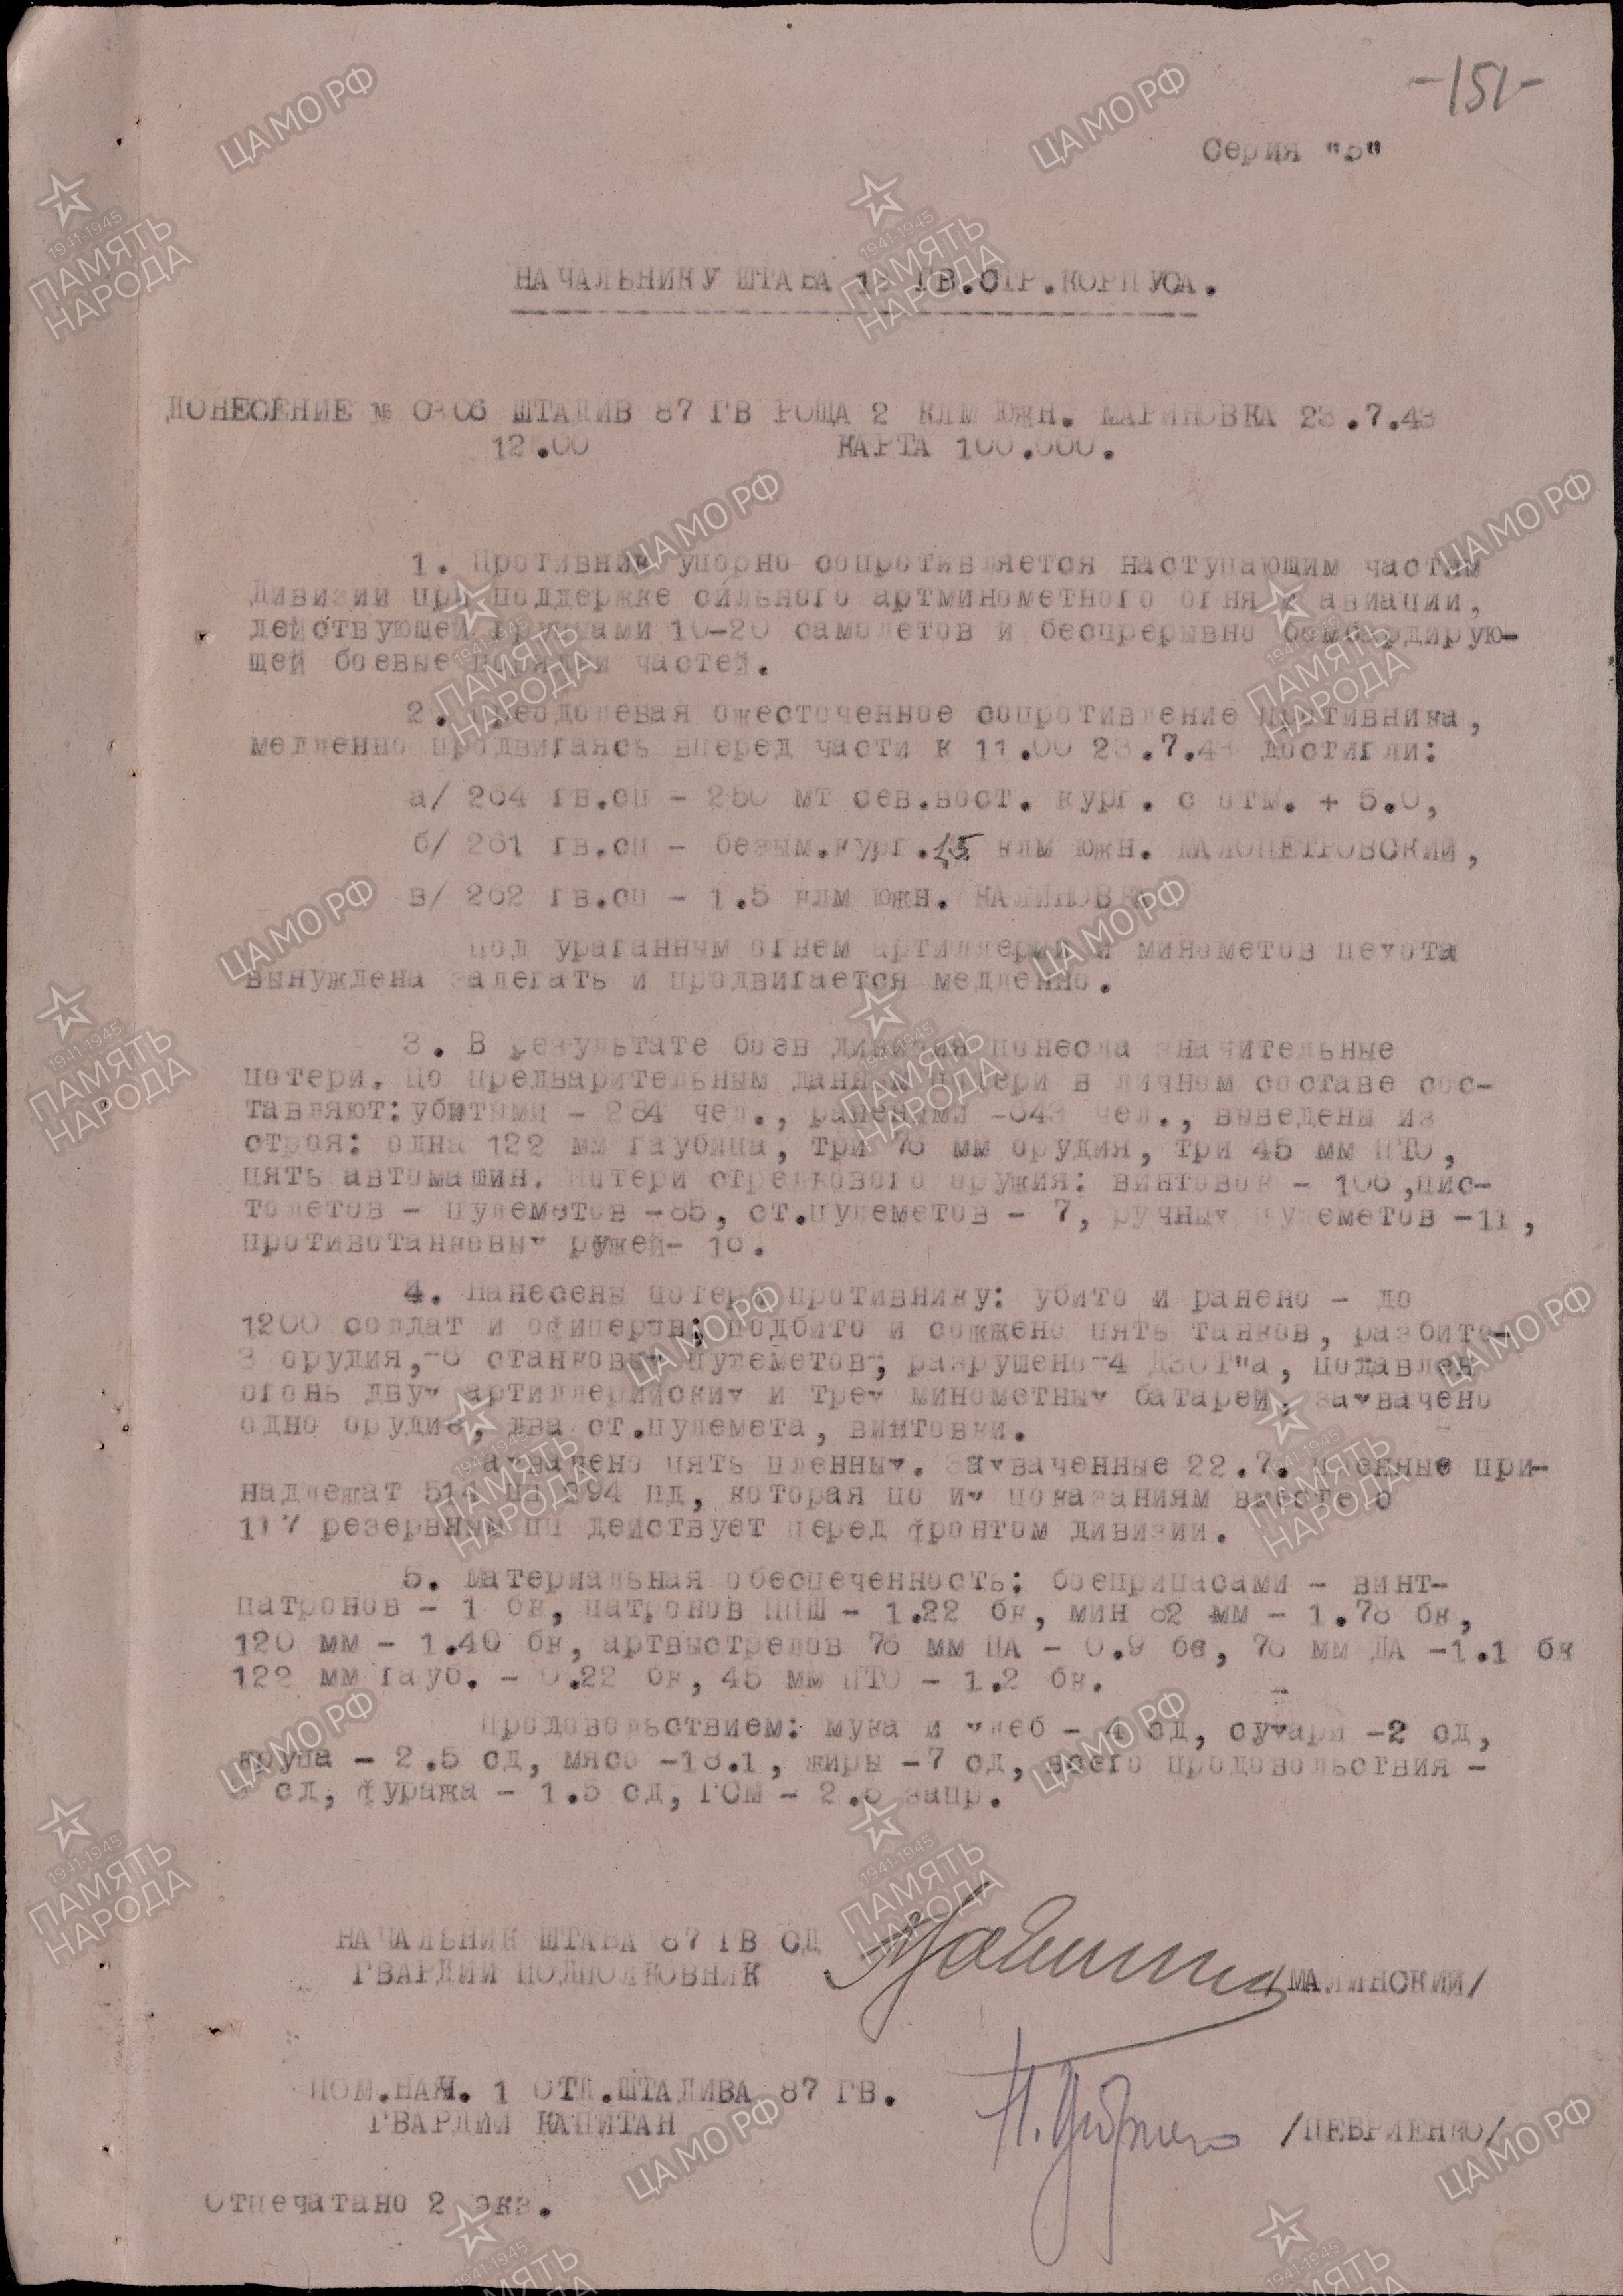 -151-
Серия "Б"
НАЧАЛЬНИКУ ШТАБА ГВ.СТР.КОРПУСА.
ДОНЕСЕНИЕ № ШТАДИВ 87 ГВ РОЩА 2 КЛМ ЮЖН. МАРИНОВКА 23.7.43
12.00 КАРТА 100.000.
1. Противник упорно сопротивляется наступающим частям
дивизии при поддержке сильного артминометного огня и авиации,
действующей группами 10-20 самолетов и беспрерывно бомбардирую-
щей боевые порядки частей.
2. Преодолевая ожесточенное сопротивление противника,
медленно продвигаясь вперед части к 11.00 23.7.43 достигли:
а/ 264 гв.сп - 250 мт сев.вост. кург. с отм. + 5.0,
б/ 261 гв.сп - безым.кург. 1,5 клм южн. МАЛОПЕТРОВСКИЙ,
в/ 262 гв.сп - 1.5 клм южн. КАЛИНОВКА
под ураганным огнем артиллерии и минометов пехота
вынуждена залегать и продвигается медленно.
3. В результате боев дивизия понесла значительные
потери. По предварительным данным потери в личном составе сос-
тавляют: убитыми - 284 чел., ранеными чел., выведены из
строя: одна 122 мм гаубица, три 76 мм орудия, три 45 мм ПТО,
пять автомашин. Потери стрелкового оружия: винтовок - 106 ,пис-
толетов - пулеметов -85, ст.пулеметов - 7, ручных пулеметов -11,
противотанковых ружей- 16.
4. Нанесены потери противнику: убито и ранено - до
1200 солдат и офицеров; подбито и сожжено пять танков, разбито-
3 орудия,-8 станковых пулеметов, разрушено-4 ДЗОТ"а, подавлен
огонь двух артиллерийских и трех минометных батарей, захвачено
одно орудие, два ст.пулемета, винтовки.
Захвачено пять пленных. Захваченные 22.7. пленные при-
надлежат 514 пп 294 пд, которая по их показаниям вместе с
117 резервным пп действует перед фронтом дивизии.
5. Материальная обеспеченность: боеприпасами - винт-
патронов - 1 бк, патронов ППШ - 1.22 бк, мин 82 мм - 1.78 бк,
120 мм - 1.40 бк, артвыстрелов 76 мм ПА - 0.9 бк, 76 мм ДА -1.1 бк
122 мм гауб. - 0.22 бк, 45 мм ПТО - 1.2 бк.
Продовольствием: мука и хлеб - 4 сд, сухари -2 сд,
крупа - 2.5 сд, мясо -13.1, жиры -7 сд, всего продовольствия -
сд, фуража - 1.5 сд, ГСМ - 2.5 запр.
НАЧАЛЬНИК ШТАБА 87 ГВ СД
ГВАРДИИ ПОДПОЛКОВНИК /МАЛИНСКИЙ/
ПОМ.НАЧ. 1 ОТД.ШТАДИВА 87 ГВ.
ГВАРДИИ КАПИТАН /ЦЕБРИЕНКО/
Отпечатано 2 экз.